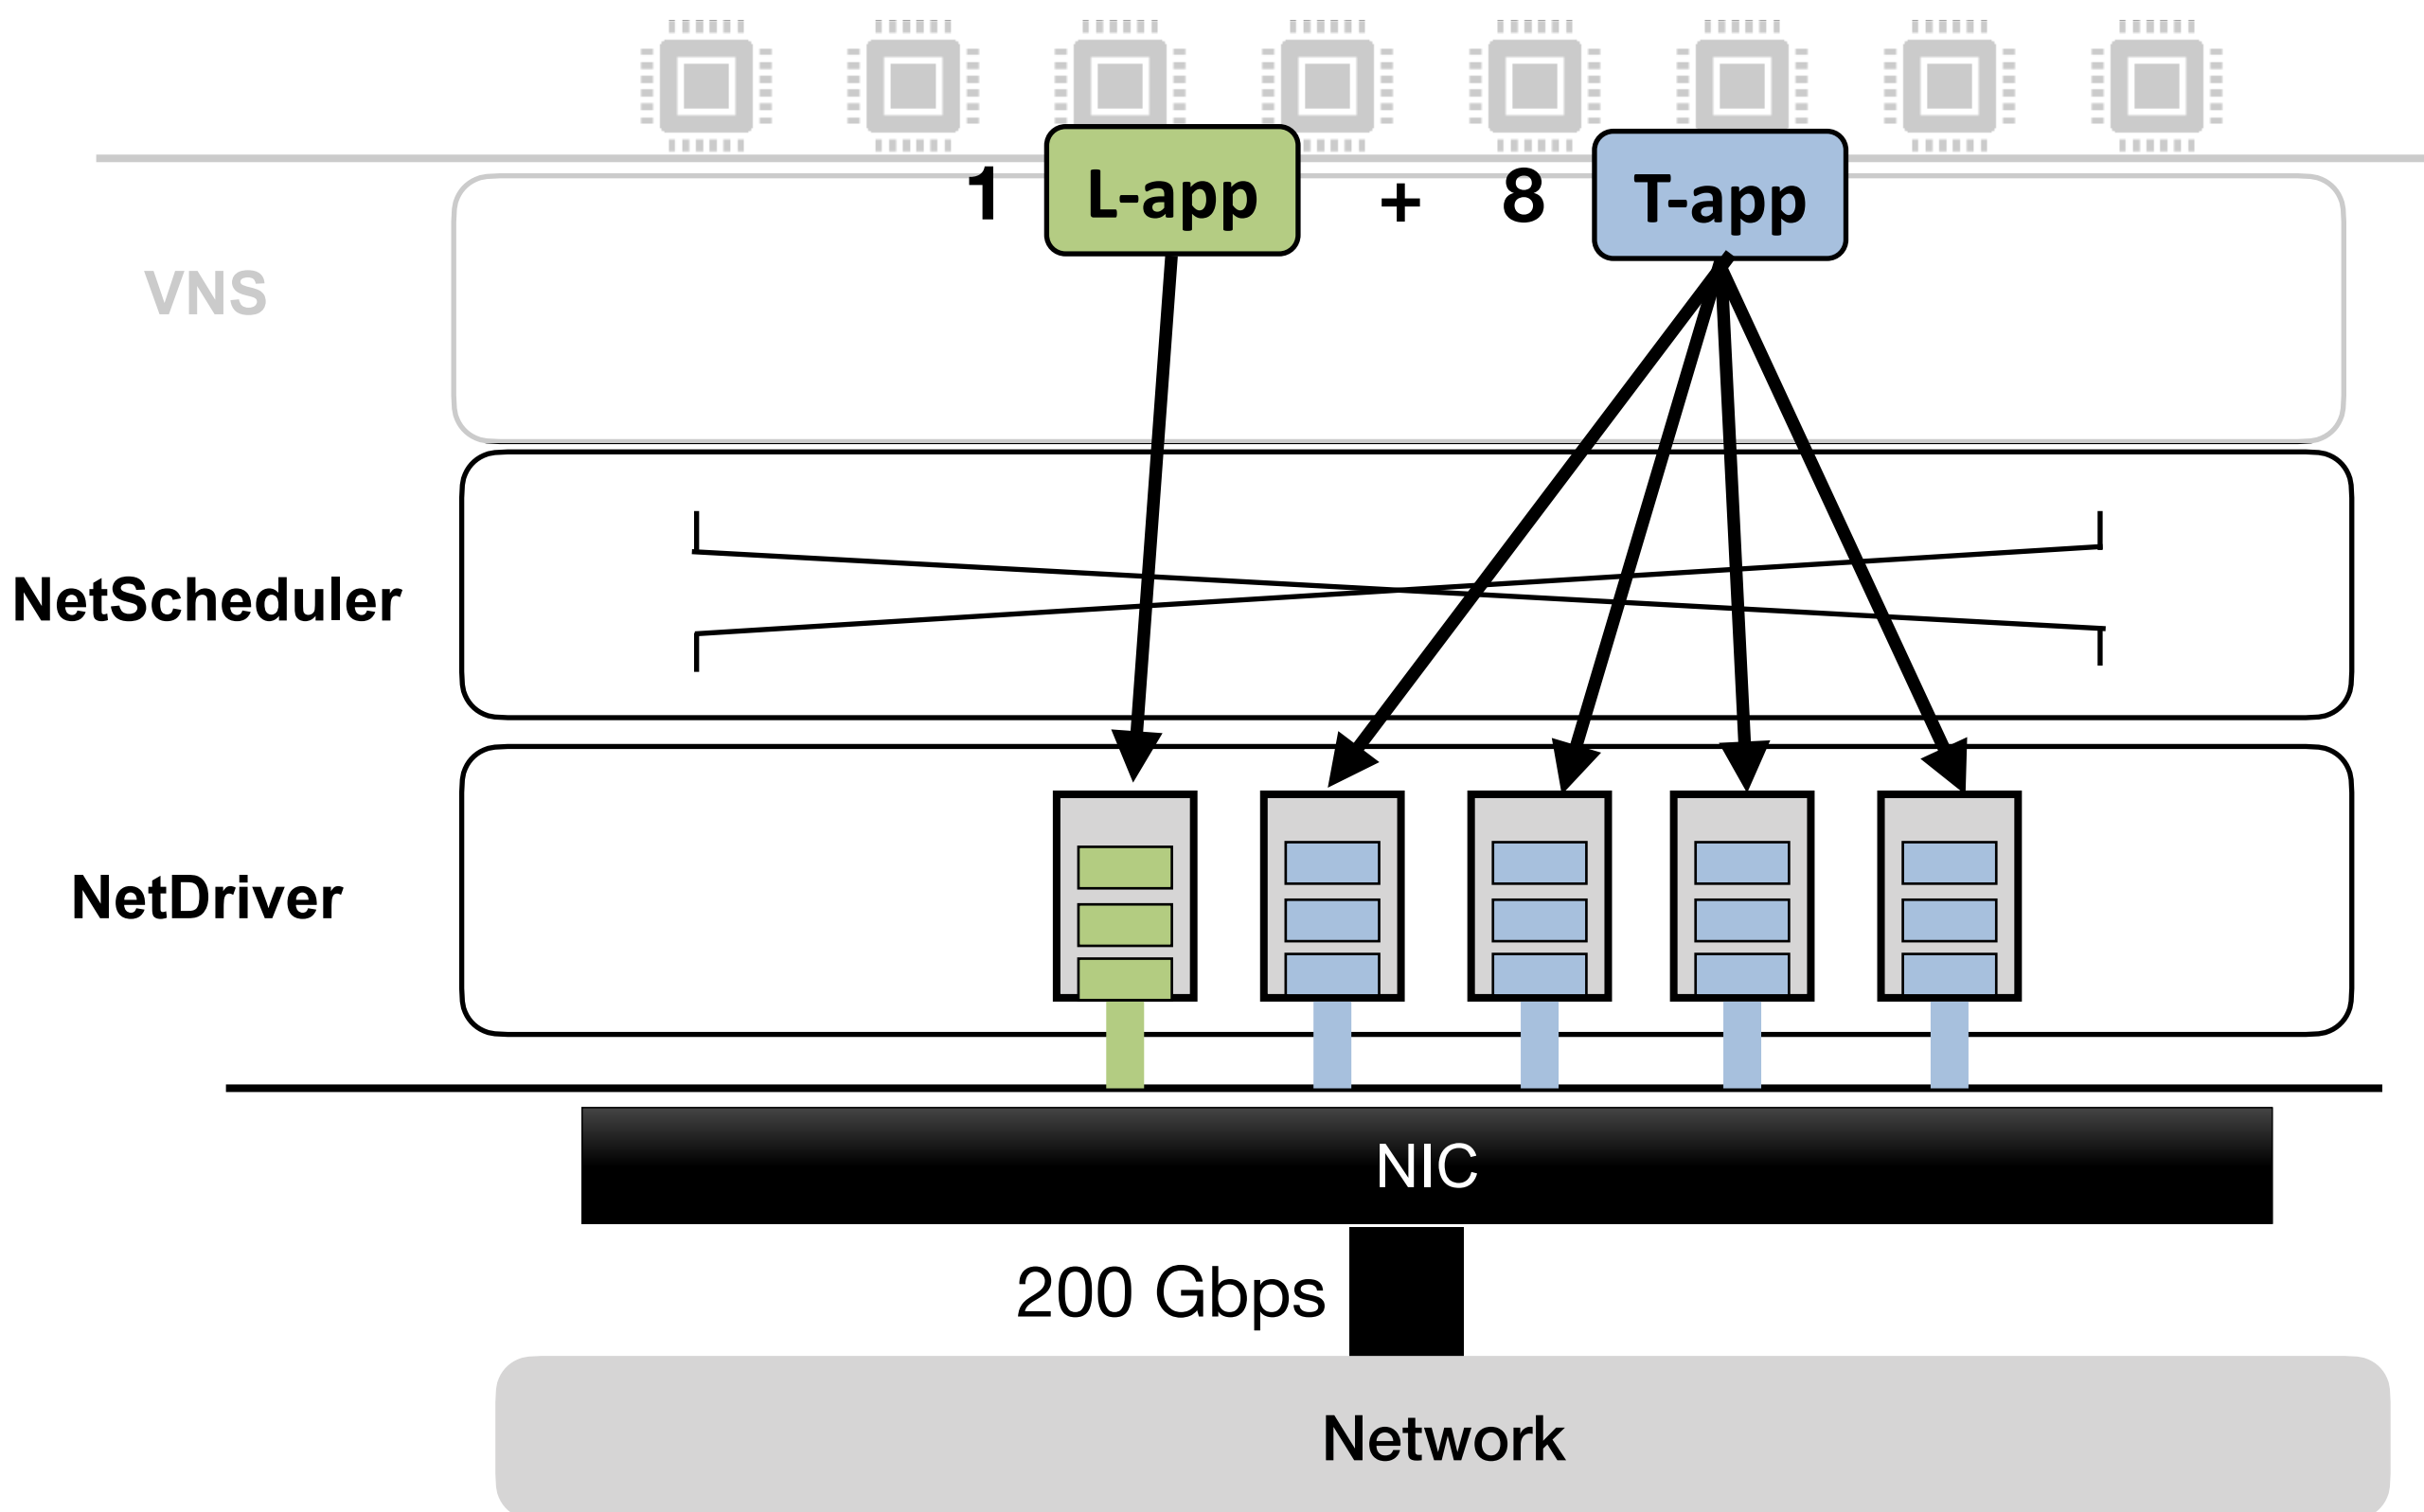 1 L-app + 8 T-app
VNS
NetScheduler
NetDriver
NIC
200 Gbps
Network